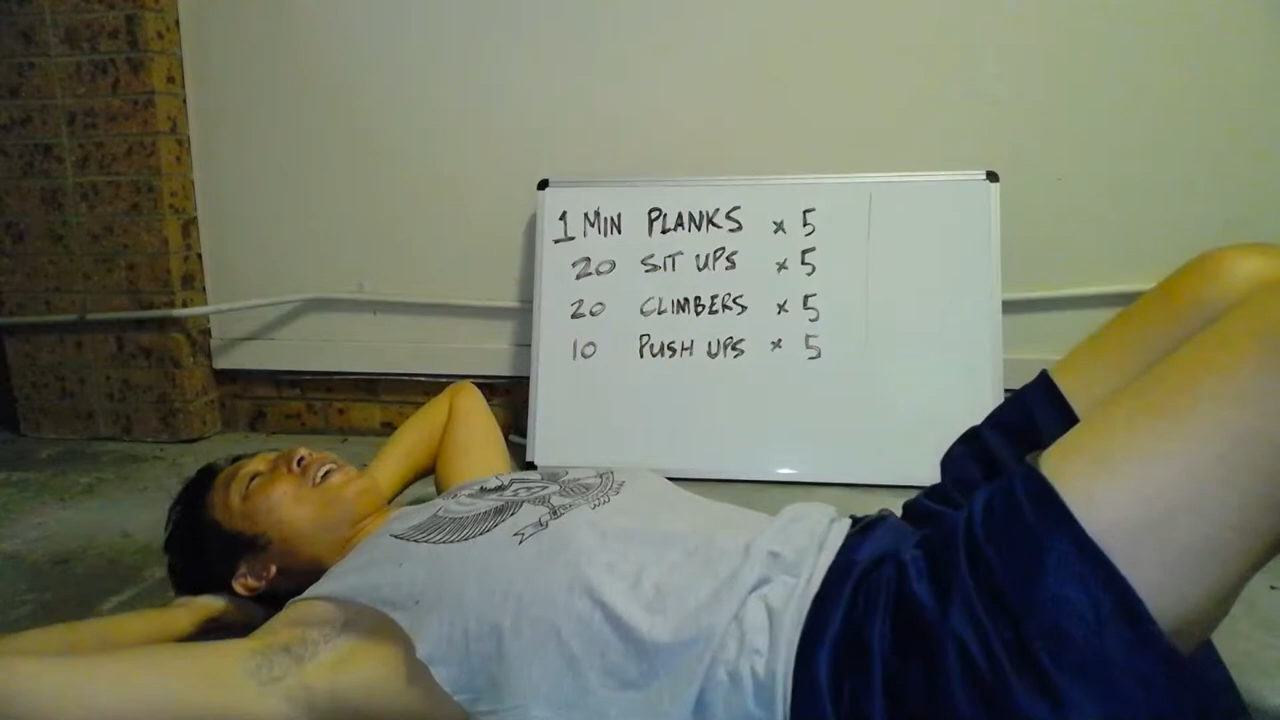 1 MIN PLANKS x 5
20 SIT UPS x 5
20 CLIMBERS x 5
10 PUSH UPS x 5